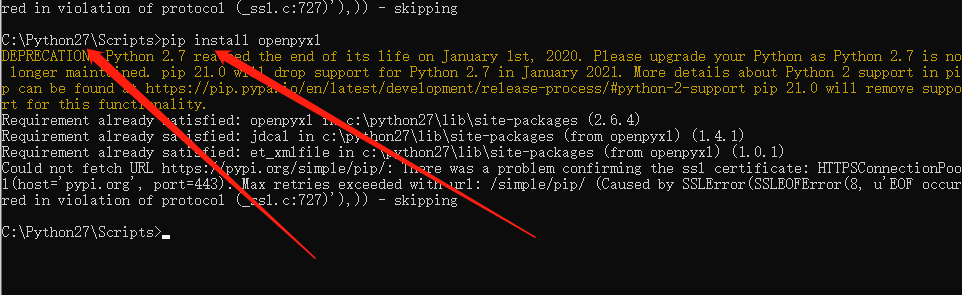 red in violation of protocol (_ssl.c:727)'),)) - skipping
C:\Python27\Scripts>pip install openpyxl
DEPRECATION: Python 2.7 reached the end of its life on January 1st, 2020. Please upgrade your Python as Python 2.7 is no
longer maintained. pip 21.0 will drop support for Python 2.7 in January 2021. More details about Python 2 support in pi
p can be found at https://pip.pypa.io/en/latest/development/release-process/#python-2-support pip 21.0 will remove suppo
rt for this functionality.
Requirement already satisfied: openpyxl in c:\python27\lib\site-packages (2.6.4)
Requirement already satisfied: jdcal in c:\python27\lib\site-packages (from openpyxl) (1.4.1)
Requirement already satisfied: et_xmlfile in c:\python27\lib\site-packages (from openpyxl) (1.0.1)
Could not fetch URL https://pypi.org/simple/pip/: There was a problem confirming the ssl certificate: HTTPSConnectionPoo
l(host='pypi.org', port=443): Max retries exceeded with url: /simple/pip/ (Caused by SSLError(SSLEOFError(8, u'EOF occur
red in violation of protocol (_ssl.c:727)'),)) - skipping
C:\Python27\Scripts>